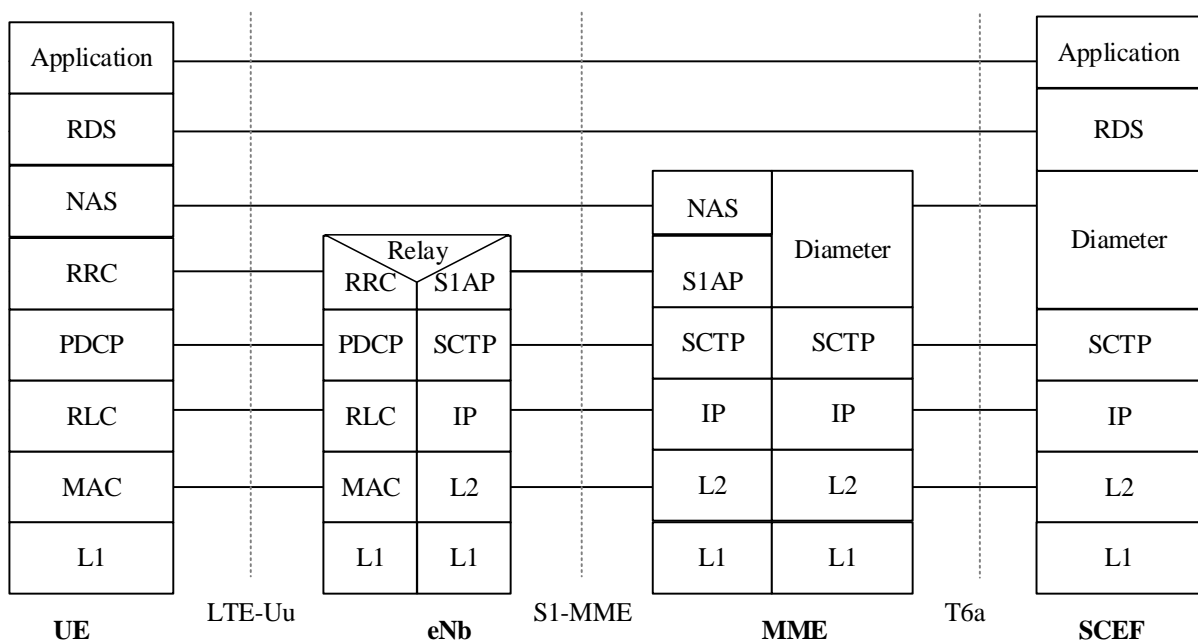 Application
Application
RDS
RDS
NAS
NAS
Diameter
Diameter
RRC
Relay
RRC
S1AP
S1AP
PDCP
PDCP
SCTP
SCTP
SCTP
SCTP
RLC
RLC
IP
IP
IP
IP
MAC
MAC
L2
L2
L2
L2
L1
L1
L1
L1
L1
L1
LTE-Uu
S1-MME
T6a
UE
eNb
MME
SCEF